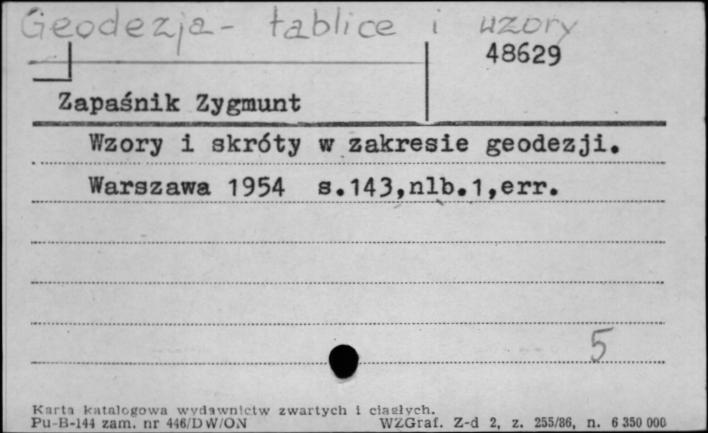 Geodezja - tablice i wzory
48629
Zapaśnik Zygmunt
Wzory i skróty w zakresie geodezji.
Warszawa 1954 s.143,nlb.1,err.
5
Karta katalogowa wydawnictw zwartych i ciągłych.
Pu-B-144 zam. nr 446/DW/ON WZGraf. Z-d 2, z. 255/86, n. 6 350 000